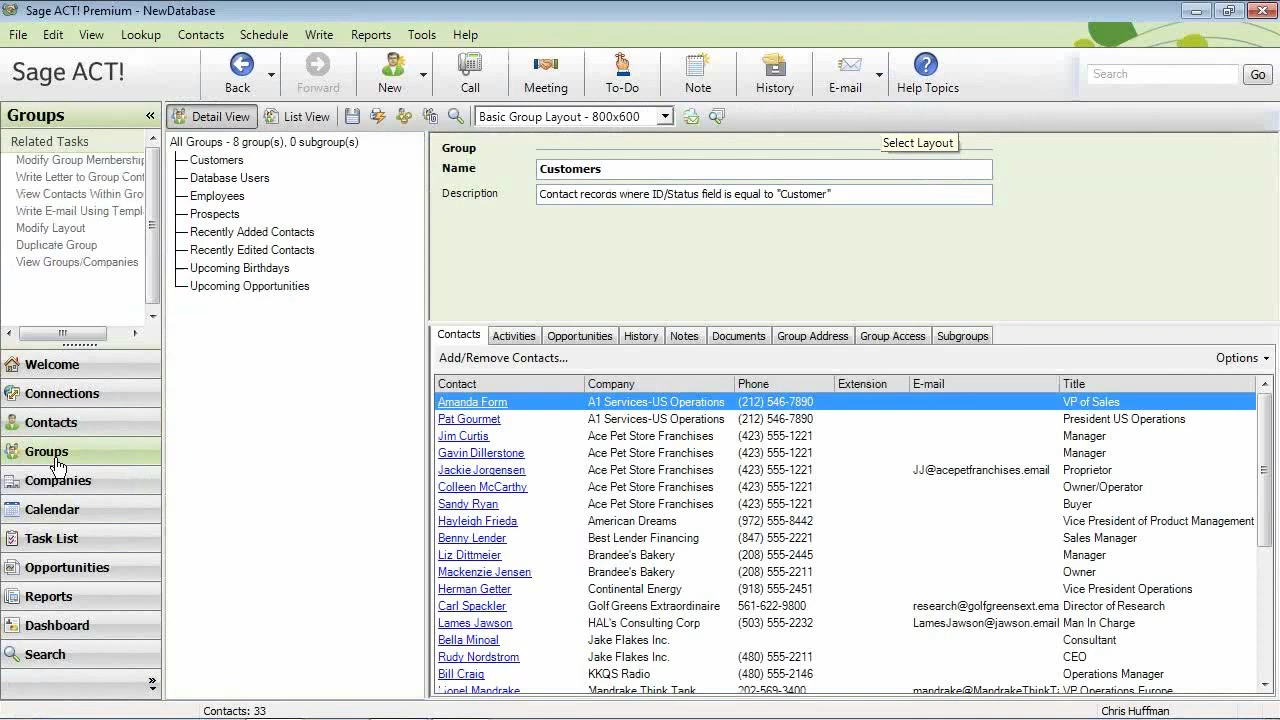 Sage ACT! Premium - NewDatabase
File Edit View Lookup Contacts Schedule Write Reports Tools Help
Sage ACT!
Back Forward New Call Meeting To-Do Note History E-mail Help Topics
Search Go
Groups «
Related Tasks
Modify Group Membership
Write Letter to Group Cont
View Contacts Within Gro
Write E-mail Using Templ
Modify Layout
Duplicate Group
View Groups/Companies
Welcome
Connections
Contacts
Groups
Companies
Calendar
Task List
Opportunities
Reports
Dashboard
Search
»
Detail View List View Basic Group Layout - 800x600
Select Layout
All Groups - 8 group(s), 0 subgroup(s)
Customers
Database Users
Employees
Prospects
Recently Added Contacts
Recently Edited Contacts
Upcoming Birthdays
Upcoming Opportunities
Group
Name Customers
Description Contact records where ID/Status field is equal to "Customer"
Contacts Activities Opportunities History Notes Documents Group Address Group Access Subgroups
Add/Remove Contacts... Options
Contact Company Phone Extension E-mail Title
Amanda Form A1 Services-US Operations (212) 546-7890 VP of Sales
Pat Gourmet A1 Services-US Operations (212) 546-7890 President US Operations
Jim Curtis Ace Pet Store Franchises (423) 555-1221 Manager
Gavin Dillerstone Ace Pet Store Franchises (423) 555-1221 Manager
Jackie Jorgensen Ace Pet Store Franchises (423) 555-1221 JJ@acepetfranchises.email Proprietor
Colleen McCarthy Ace Pet Store Franchises (423) 555-1221 Owner/Operator
Sandy Ryan Ace Pet Store Franchises (423) 555-1221 Buyer
Hayleigh Frieda American Dreams (972) 555-8442 Vice President of Product Management
Benny Lender Best Lender Financing (847) 555-2221 Sales Manager
Liz Dittmeier Brandee's Bakery (208) 555-2445 Manager
Mackenzie Jensen Brandee's Bakery (208) 555-2211 Owner
Herman Getter Continental Energy (918) 555-2451 Vice President Operations
Carl Spackler Golf Greens Extraordinaire 561-622-9800 research@golfgreensext.ema Director of Research
Lames Jawson HAL's Consulting Corp (503) 555-2232 LamesJawson@jawson.email Man In Charge
Bella Minoal Jake Flakes Inc. Consultant
Rudy Nordstrom Jake Flakes Inc. (480) 555-2211 CEO
Bill Craig KKQS Radio (480) 555-2146 Operations Manager
Lionel Mandrake Mandrake Think Tank 202-569-3400 mandrake@MandrakeThinkT VP Operations Europe
Contacts: 33
Chris Huffman